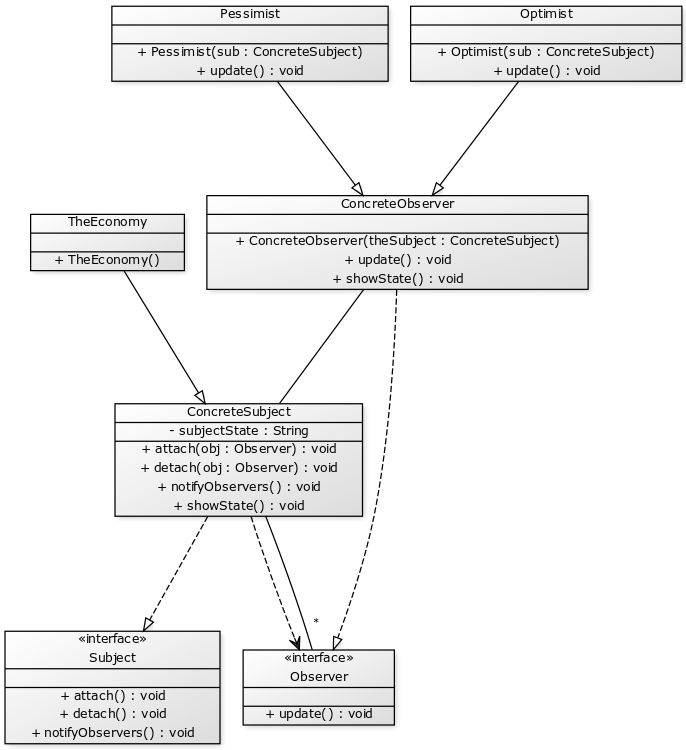 Pessimist
+ Pessimist(sub : ConcreteSubject)
+ update() : void
Optimist
+ Optimist(sub : ConcreteSubject)
+ update() : void
TheEconomy
+ TheEconomy()
ConcreteObserver
+ ConcreteObserver(theSubject : ConcreteSubject)
+ update() : void
+ showState() : void
ConcreteSubject
- subjectState : String
+ attach(obj : Observer) : void
+ detach(obj : Observer) : void
+ notifyObservers() : void
+ showState() : void
*
«interface»
Subject
+ attach() : void
+ detach() : void
+ notifyObservers() : void
«interface»
Observer
+ update() : void